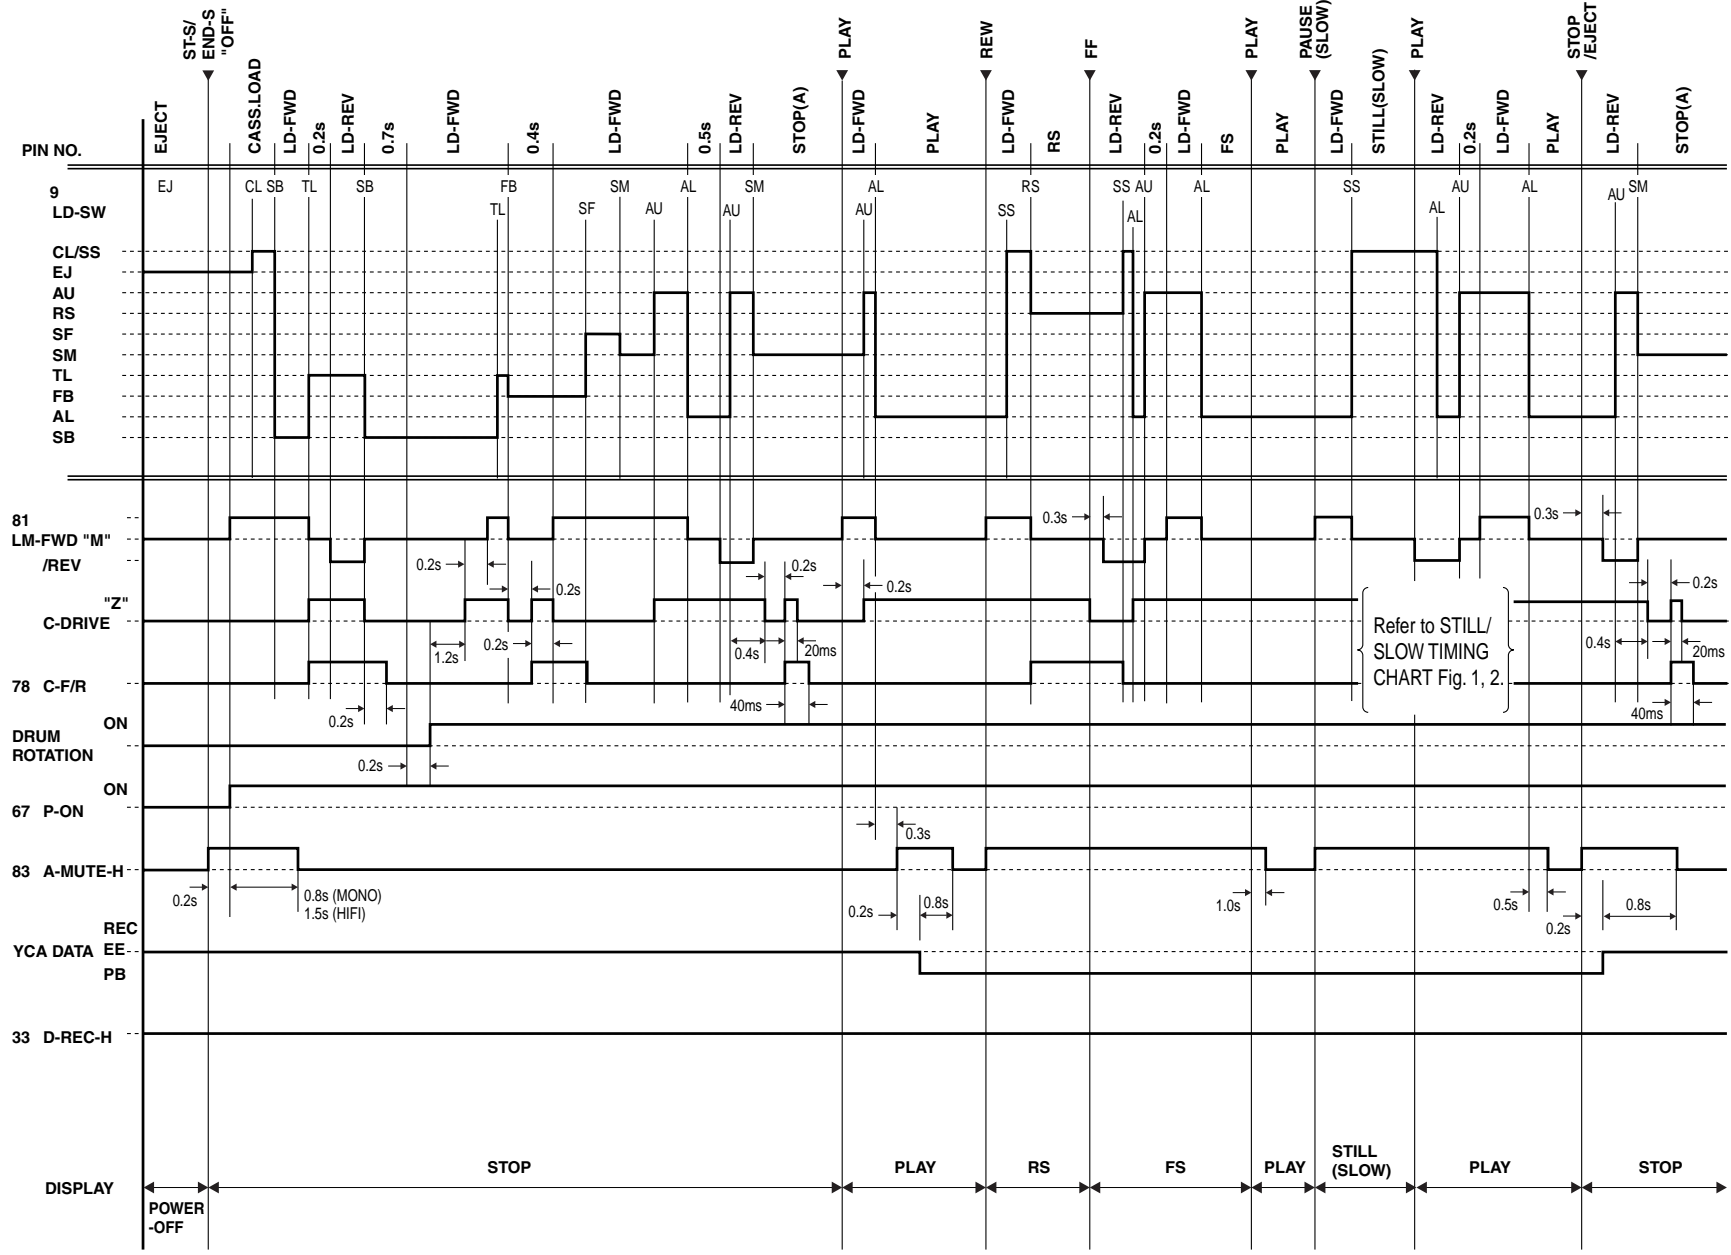 ST-S/
END-S
"OFF"
PLAY
REW
FF
PLAY
PAUSE
(SLOW)
PLAY
STOP
/EJECT
PIN NO.
EJECT
CASS.LOAD
LD-FWD
0.2s
LD-REV
0.7s
LD-FWD
0.4s
LD-FWD
0.5s
LD-REV
STOP(A)
LD-FWD
PLAY
LD-FWD
RS
LD-REV
0.2s
LD-FWD
FS
PLAY
LD-FWD
STILL(SLOW)
LD-REV
0.2s
LD-FWD
PLAY
LD-REV
STOP(A)
9
LD-SW
EJ CL SB TL SB FB SM AL SM AL RS SS AU AL SS AU AL SM
TL SF AU AU AU SS AL AL AU
CL/SS
EJ
AU
RS
SF
SM
TL
FB
AL
SB
81
LM-FWD "M"
/REV
0.3s
0.3s
0.2s
0.2s
0.2s
0.2s
0.2s
"Z"
C-DRIVE
1.2s
0.2s
0.4s
20ms
0.4s
20ms
Refer to STILL/
SLOW TIMING
CHART Fig. 1, 2.
78 C-F/R
0.2s
40ms
40ms
ON
DRUM
ROTATION
0.2s
ON
67 P-ON
0.3s
83 A-MUTE-H
0.2s
0.8s (MONO)
1.5s (HIFI)
0.2s
0.8s
1.0s
0.5s
0.2s
0.8s
REC
YCA DATA EE
PB
33 D-REC-H
DISPLAY
POWER
-OFF
STOP
PLAY
RS
FS
PLAY
STILL
(SLOW)
PLAY
STOP